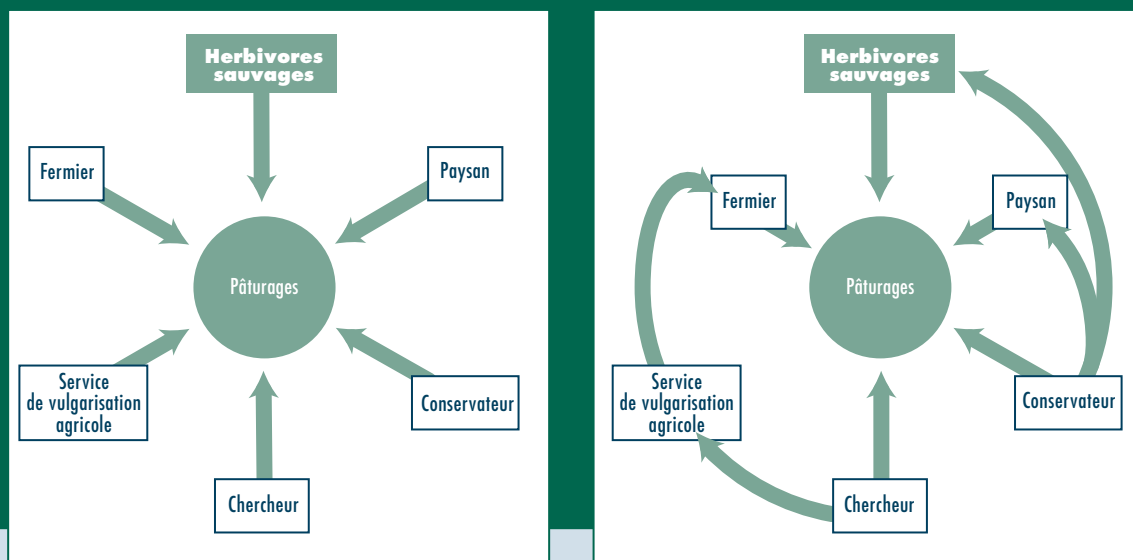 Herbivores
sauvages
Fermier
Paysan
Pâturages
Service
de vulgarisation
agricole
Conservateur
Chercheur
Herbivores
sauvages
Fermier
Paysan
Pâturages
Service
de vulgarisation
agricole
Conservateur
Chercheur